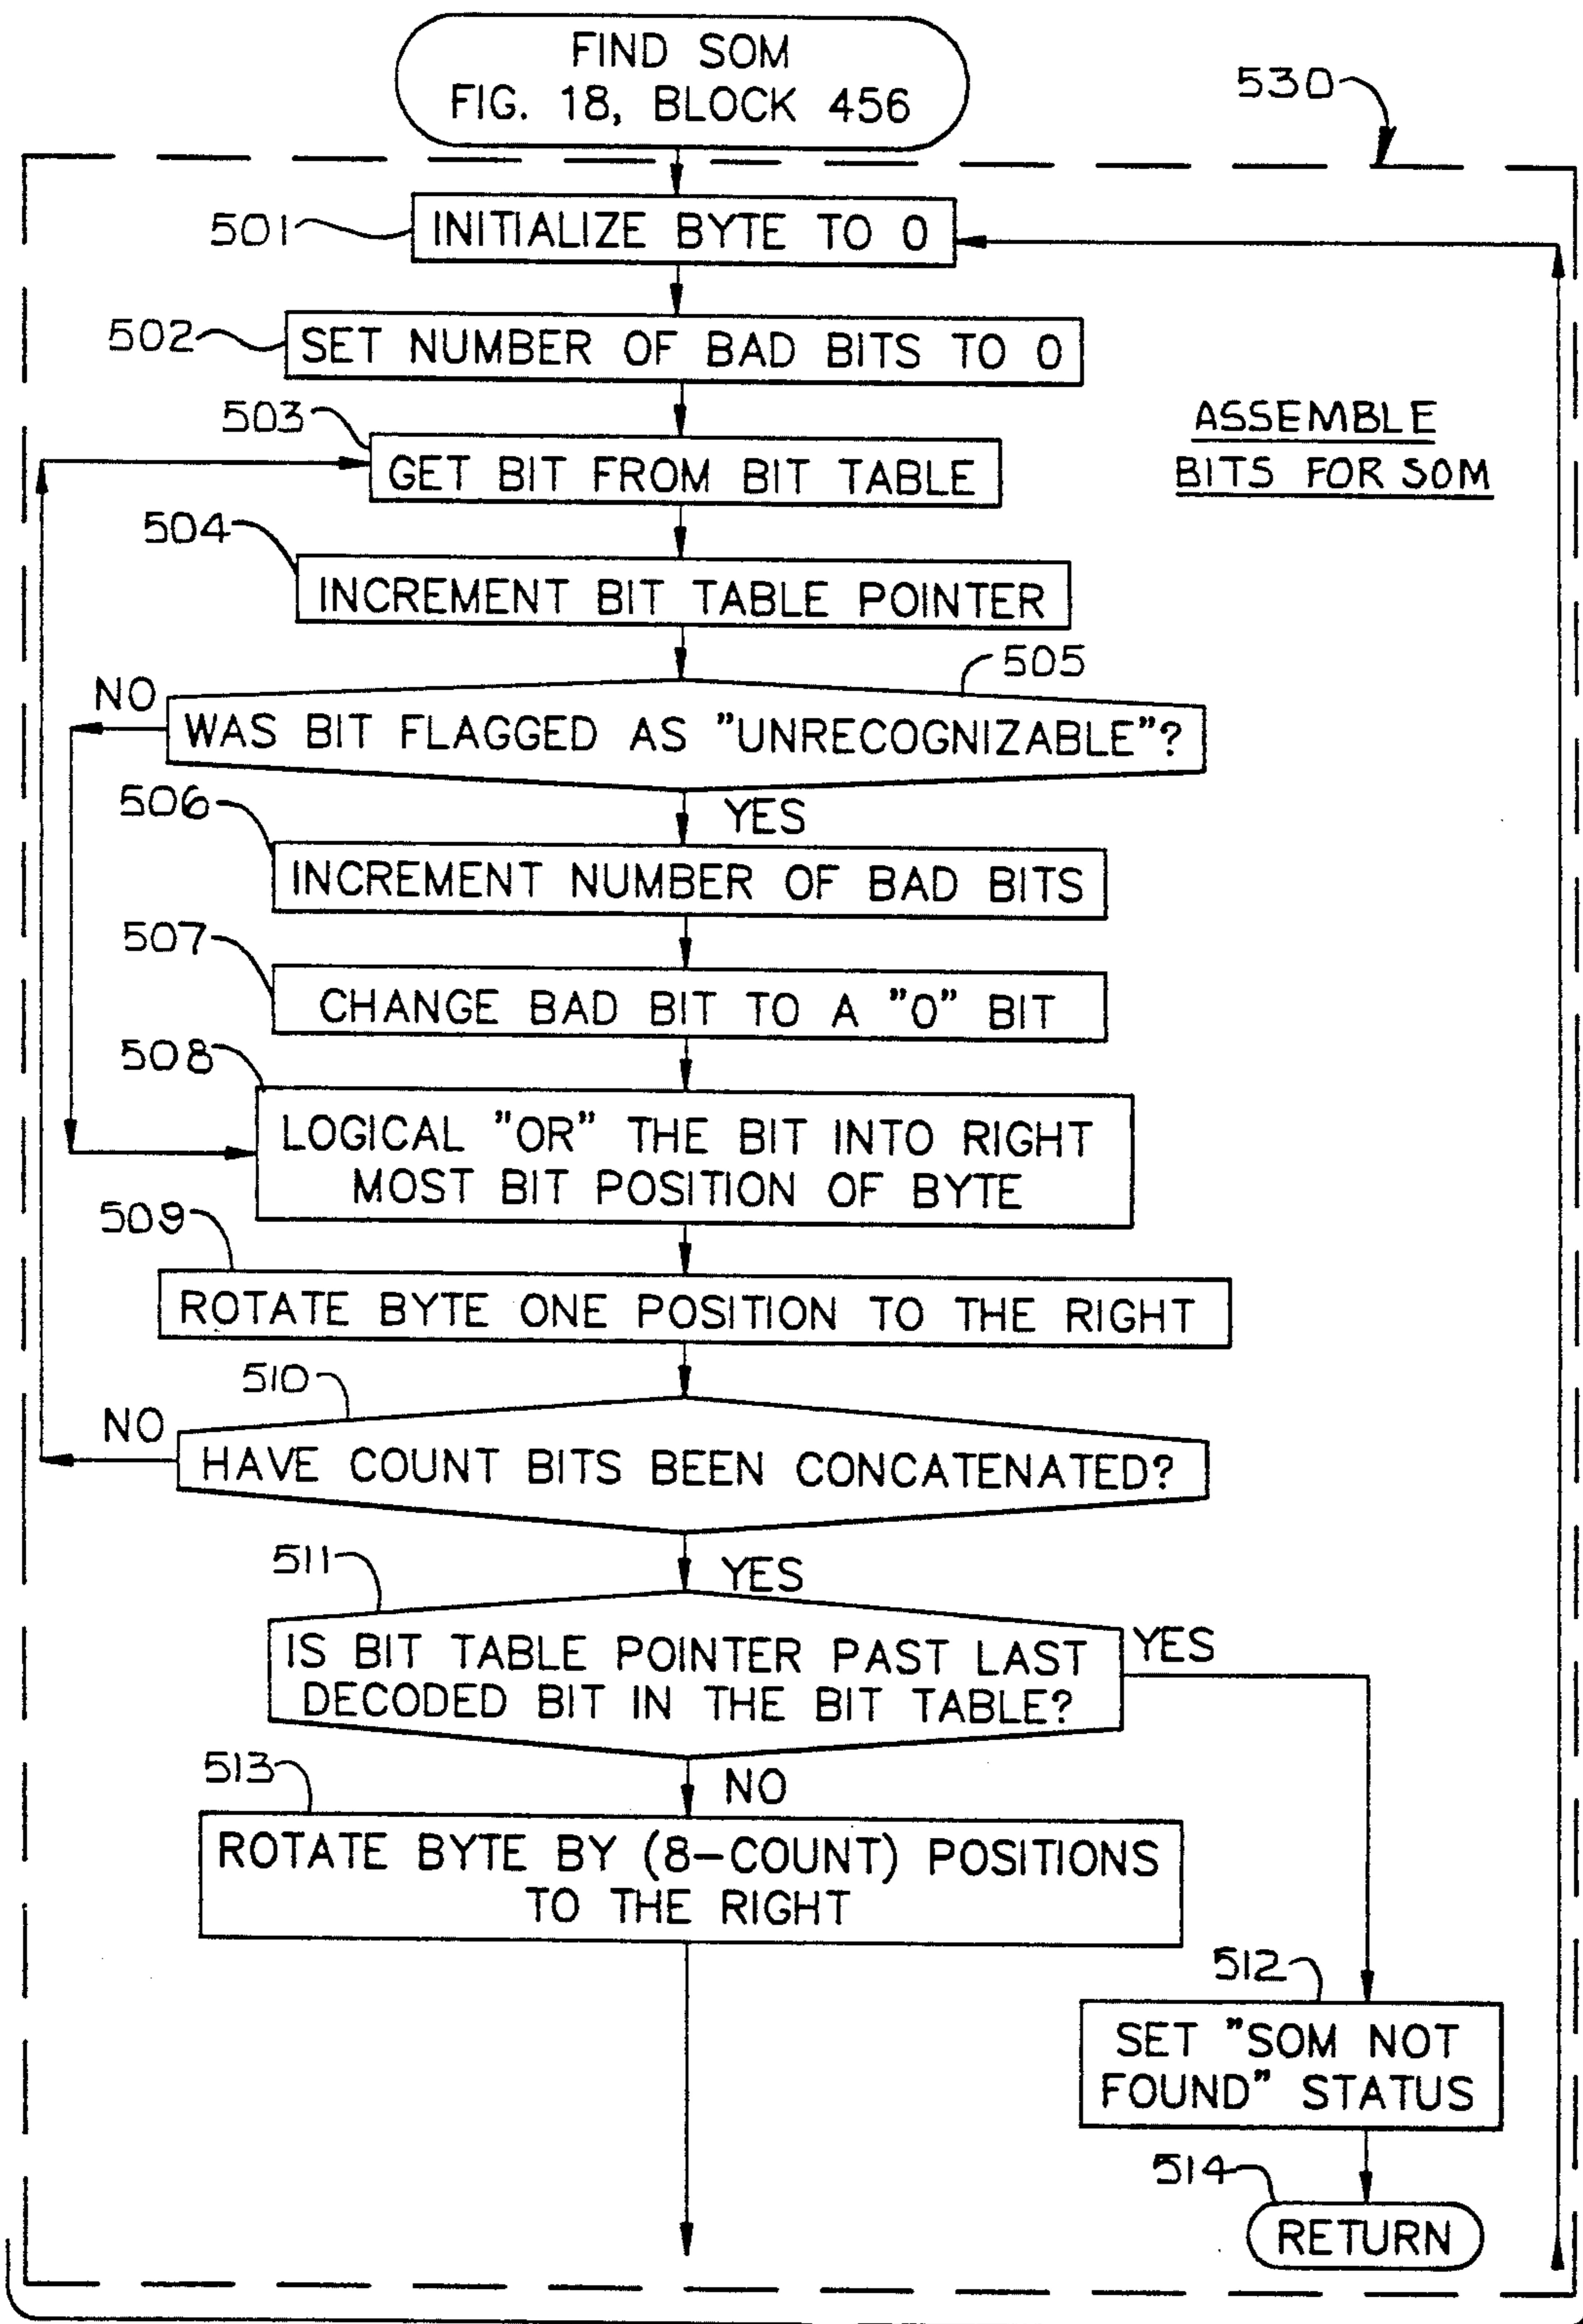 FIND SOM
FIG. 18, BLOCK 456
530
501
INITIALIZE BYTE TO 0
502
SET NUMBER OF BAD BITS TO 0
ASSEMBLE
BITS FOR SOM
503
GET BIT FROM BIT TABLE
504
INCREMENT BIT TABLE POINTER
505
NO
WAS BIT FLAGGED AS "UNRECOGNIZABLE"?
YES
506
INCREMENT NUMBER OF BAD BITS
507
CHANGE BAD BIT TO A "0" BIT
508
LOGICAL "OR" THE BIT INTO RIGHT
MOST BIT POSITION OF BYTE
509
ROTATE BYTE ONE POSITION TO THE RIGHT
510
NO
HAVE COUNT BITS BEEN CONCATENATED?
YES
511
IS BIT TABLE POINTER PAST LAST
DECODED BIT IN THE BIT TABLE?
YES
NO
513
ROTATE BYTE BY (8-COUNT) POSITIONS
TO THE RIGHT
512
SET "SOM NOT
FOUND" STATUS
514
RETURN